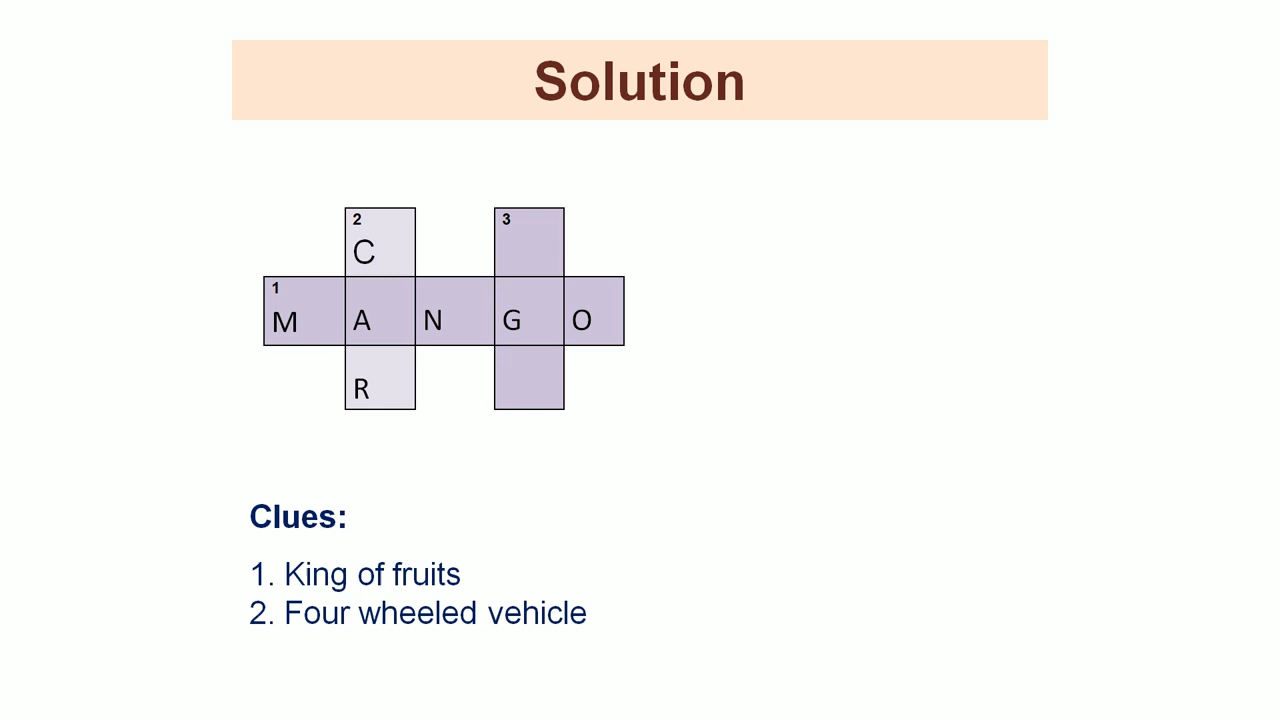 Solution
2 3
C
1
M A N G O
R
Clues:
1. King of fruits
2. Four wheeled vehicle